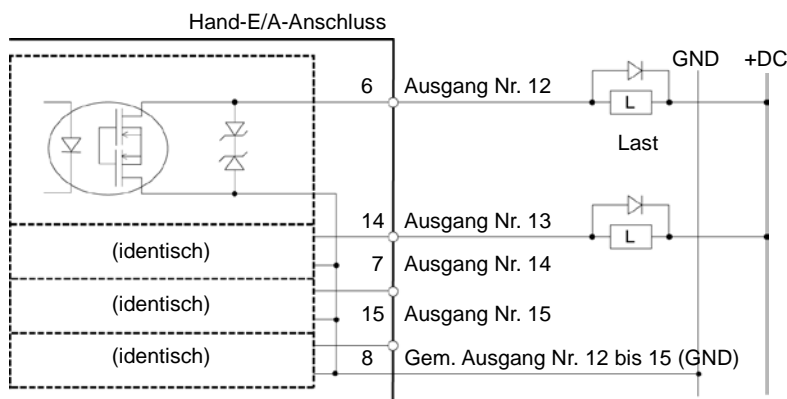 Hand-E/A-Anschluss
GND +DC
6 Ausgang Nr. 12
L
Last
14 Ausgang Nr. 13
L
(identisch)
7 Ausgang Nr. 14
(identisch)
15 Ausgang Nr. 15
(identisch)
8 Gem. Ausgang Nr. 12 bis 15 (GND)